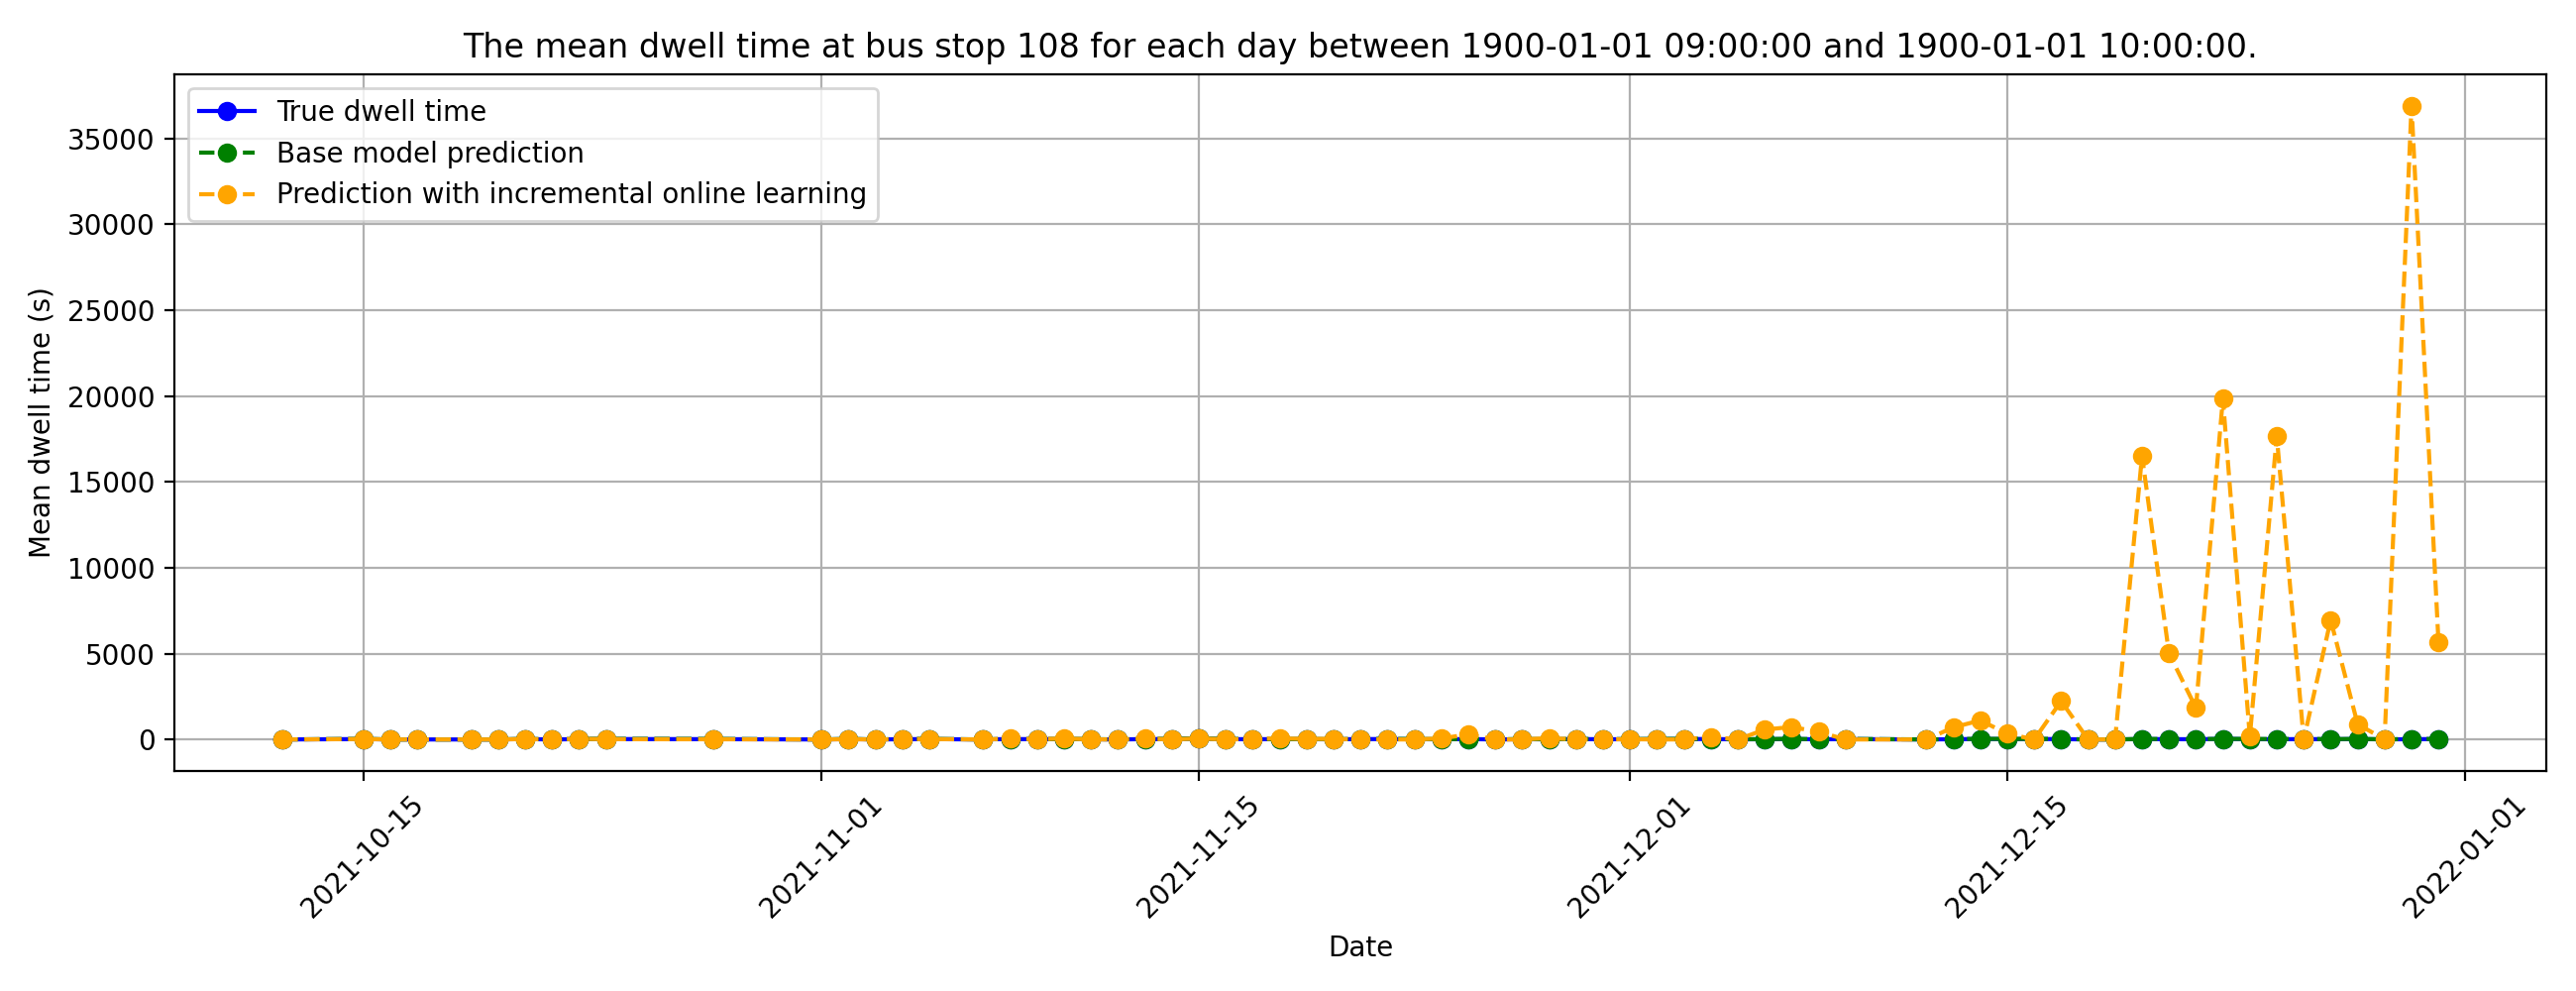 The mean dwell time at bus stop 108 for each day between 1900-01-01 09:00:00 and 1900-01-01 10:00:00.
True dwell time
Base model prediction
Prediction with incremental online learning
Mean dwell time (s)
35000
30000
25000
20000
15000
10000
5000
0
2021-10-15
2021-11-01
2021-11-15
2021-12-01
2021-12-15
2022-01-01
Date